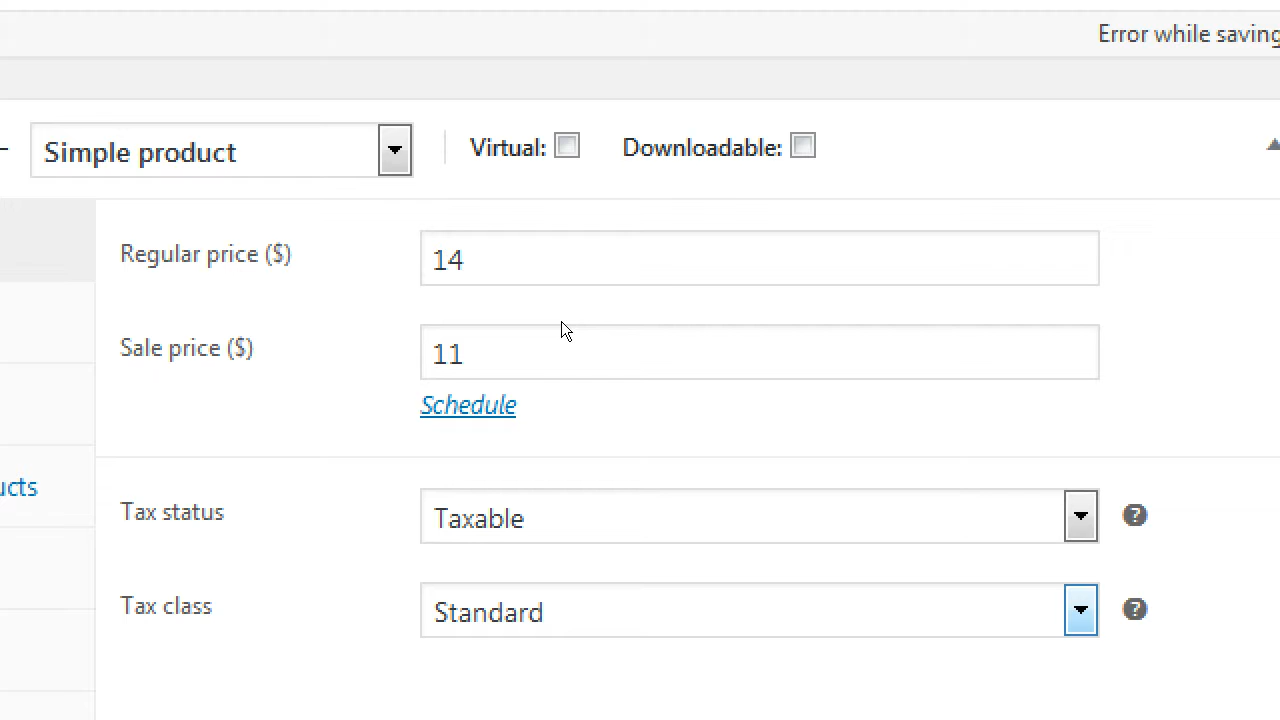 Error while saving
Simple product
Virtual:
Downloadable:
Regular price ($)
14
Sale price ($)
11
Schedule
ucts
Tax status
Taxable
?
Tax class
Standard
?